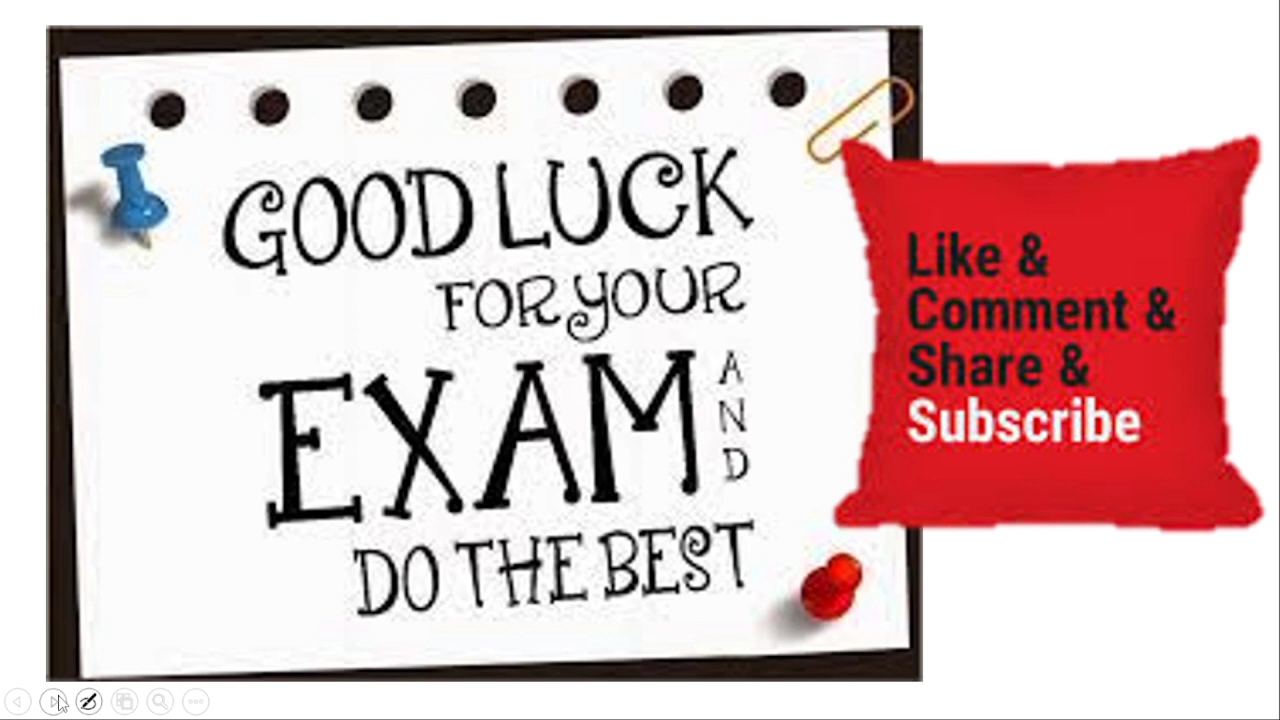 GOOD LUCK
FOR YOUR
EXAM AND
DO THE BEST
Like &
Comment &
Share &
Subscribe